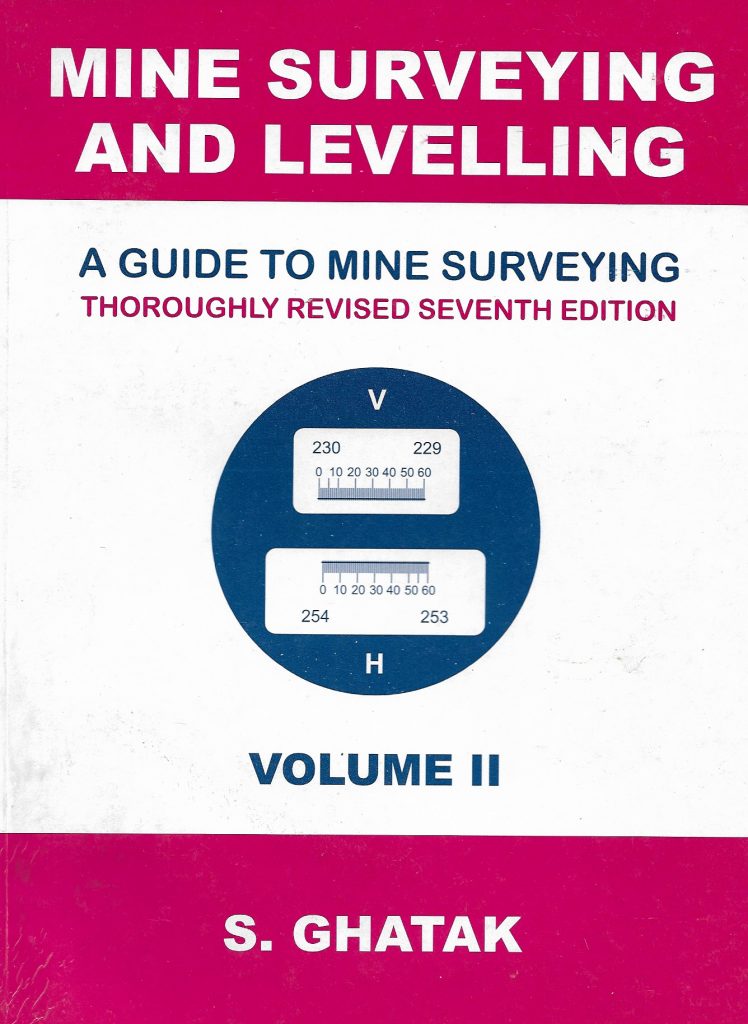 MINE SURVEYING
AND LEVELLING
A GUIDE TO MINE SURVEYING
THOROUGHLY REVISED SEVENTH EDITION
V
230 229
0 10 20 30 40 50 60
0 10 20 30 40 50 60
254 253
H
VOLUME II
S. GHATAK